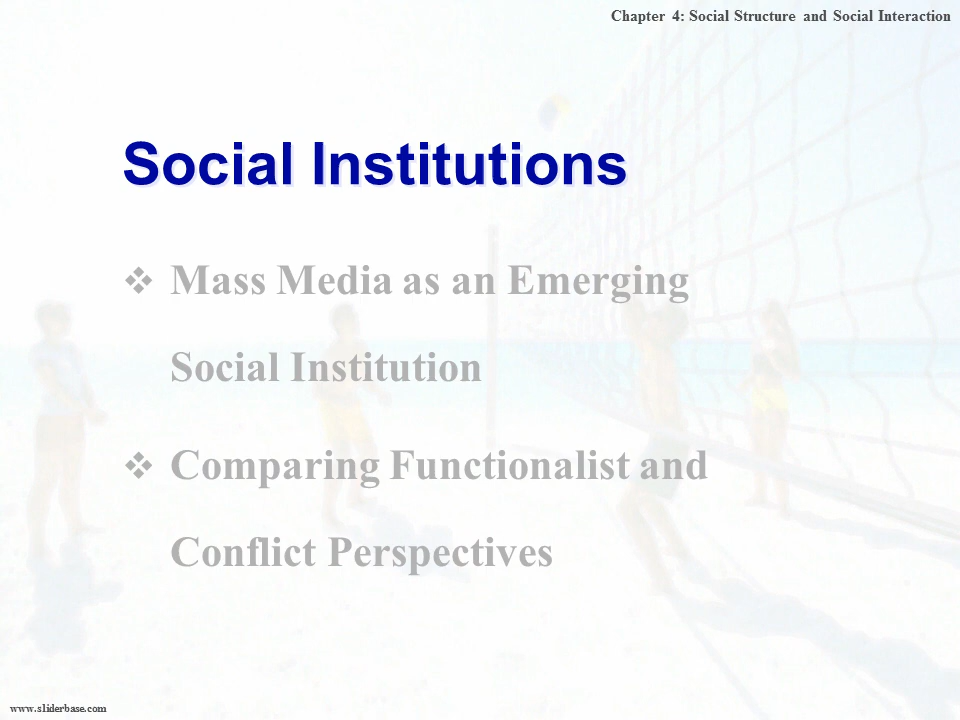 Chapter 4: Social Structure and Social Interaction
Social Institutions
❖ Mass Media as an Emerging
Social Institution
❖ Comparing Functionalist and
Conflict Perspectives
www.sliderbase.com